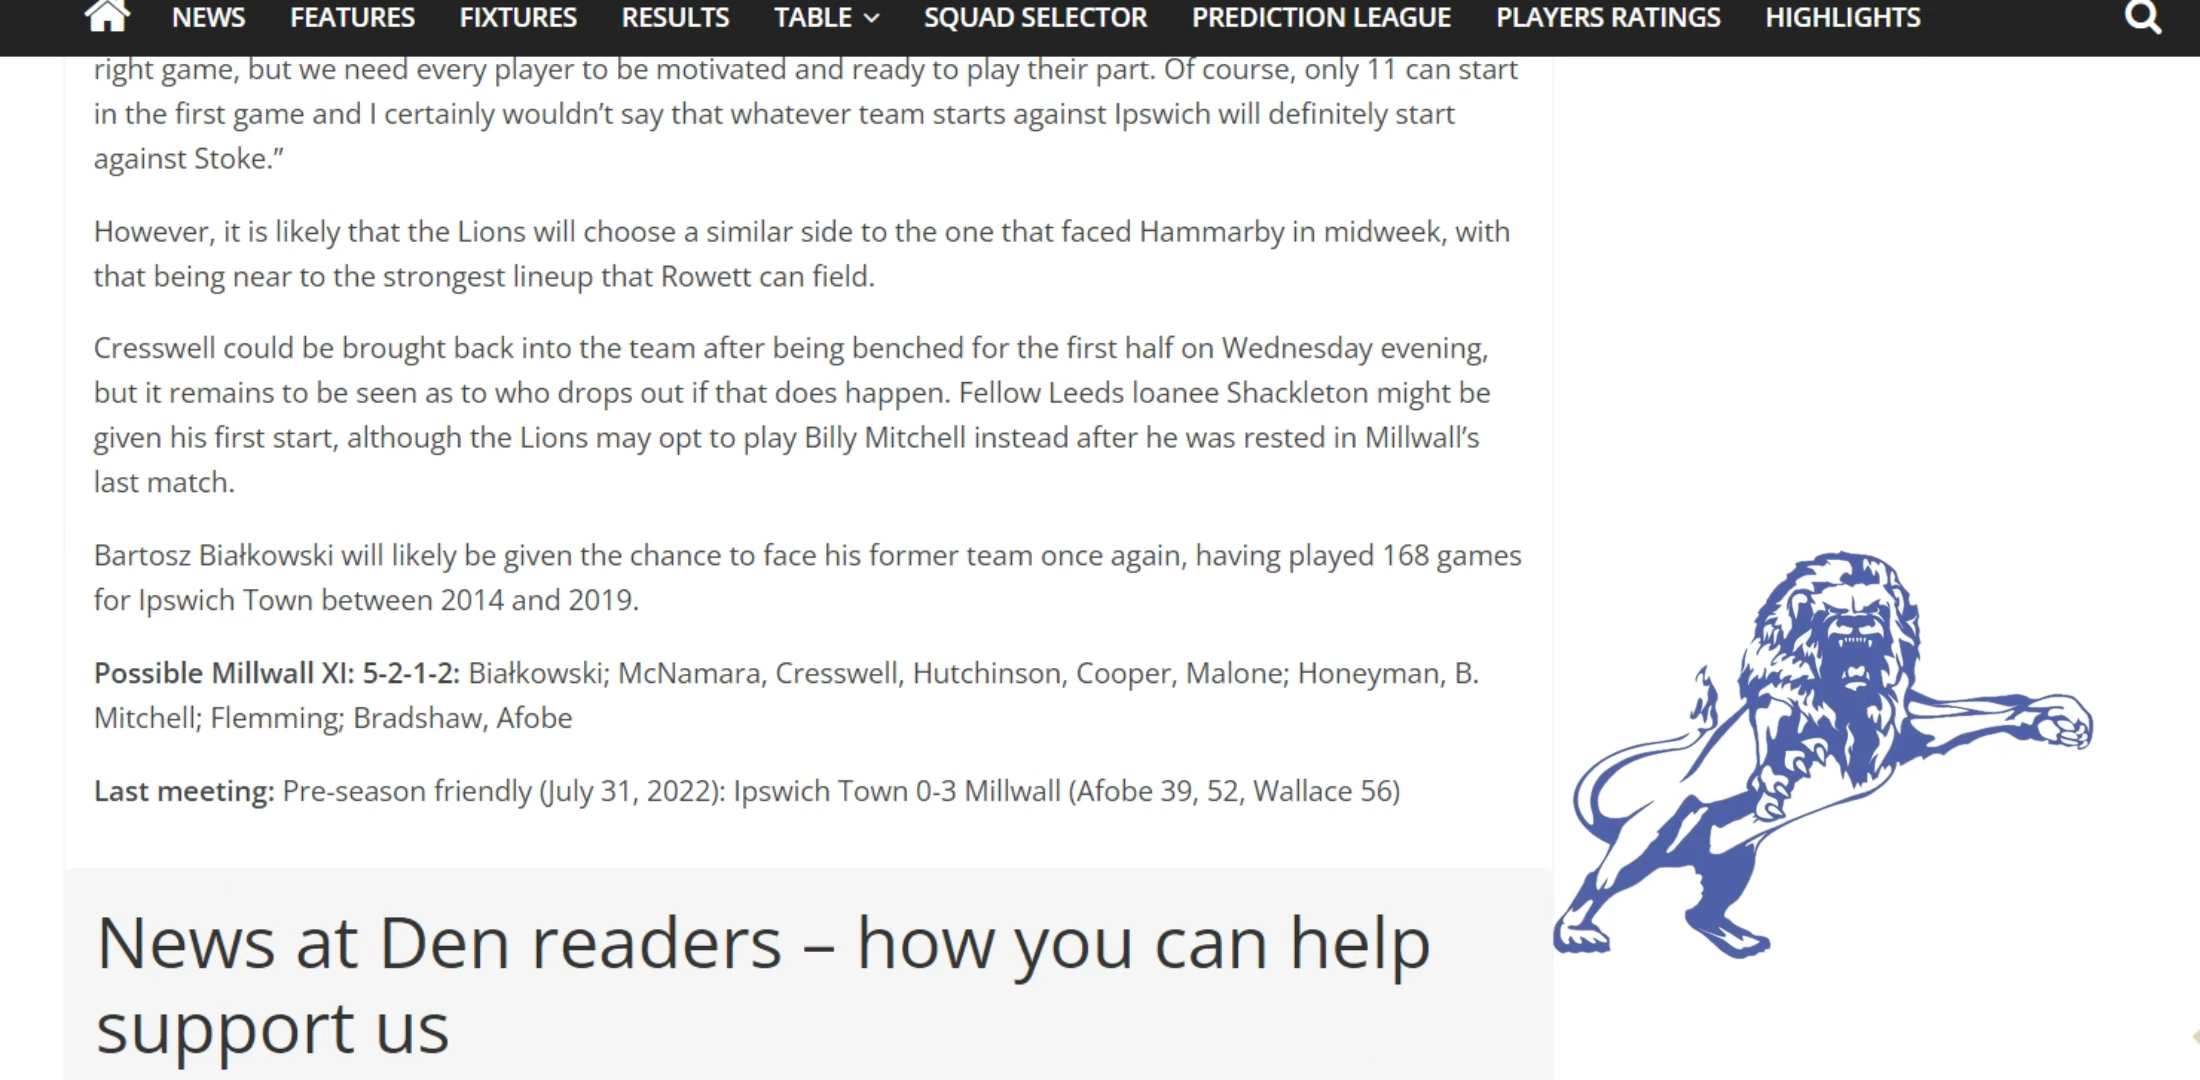 NEWS FEATURES FIXTURES RESULTS TABLE SQUAD SELECTOR PREDICTION LEAGUE PLAYERS RATINGS HIGHLIGHTS
right game, but we need every player to be motivated and ready to play their part. Of course, only 11 can start
in the first game and I certainly wouldn’t say that whatever team starts against Ipswich will definitely start
against Stoke.”
However, it is likely that the Lions will choose a similar side to the one that faced Hammarby in midweek, with
that being near to the strongest lineup that Rowett can field.
Cresswell could be brought back into the team after being benched for the first half on Wednesday evening,
but it remains to be seen as to who drops out if that does happen. Fellow Leeds loanee Shackleton might be
given his first start, although the Lions may opt to play Billy Mitchell instead after he was rested in Millwall’s
last match.
Bartosz Białkowski will likely be given the chance to face his former team once again, having played 168 games
for Ipswich Town between 2014 and 2019.
Possible Millwall XI: 5-2-1-2: Białkowski; McNamara, Cresswell, Hutchinson, Cooper, Malone; Honeyman, B.
Mitchell; Flemming; Bradshaw, Afobe
Last meeting: Pre-season friendly (July 31, 2022): Ipswich Town 0-3 Millwall (Afobe 39, 52, Wallace 56)
News at Den readers – how you can help
support us